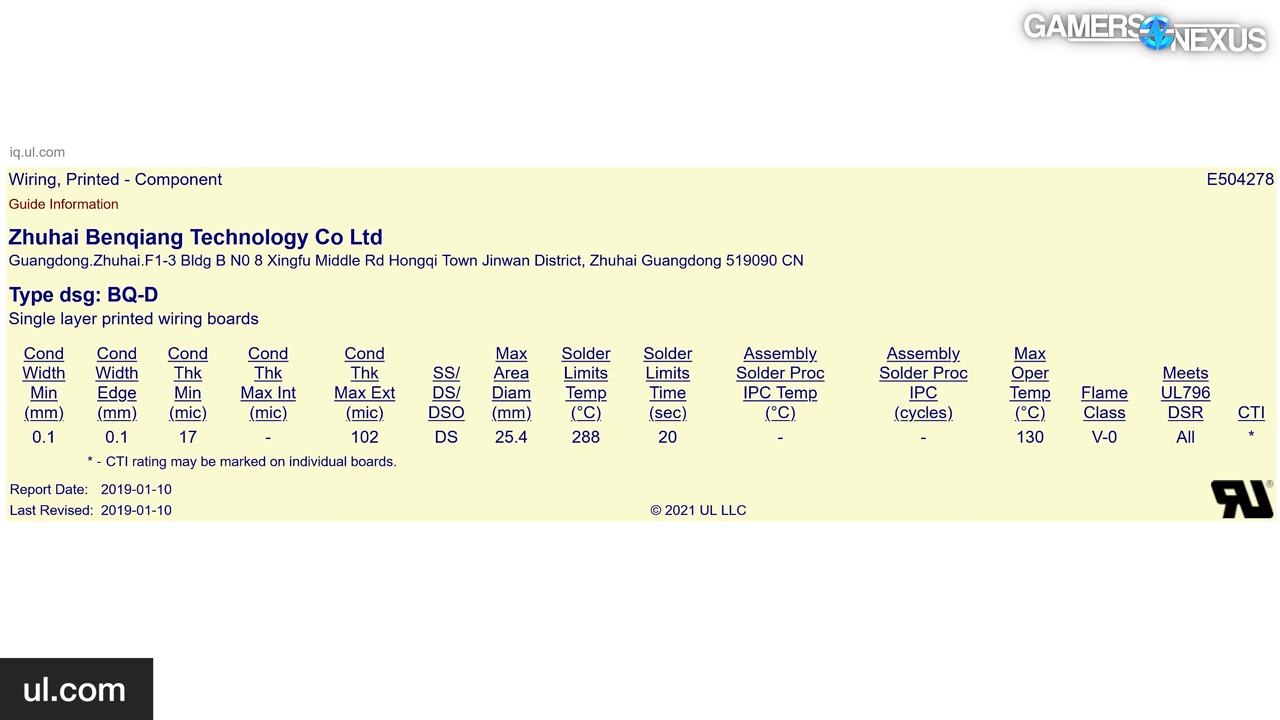 GAMERS NEXUS
iq.ul.com
Wiring, Printed - Component E504278
Guide Information
Zhuhai Benqiang Technology Co Ltd
Guangdong.Zhuhai.F1-3 Bldg B N0 8 Xingfu Middle Rd Hongqi Town Jinwan District, Zhuhai Guangdong 519090 CN
Type dsg: BQ-D
Single layer printed wiring boards
Cond Cond Cond Cond Cond Max Solder Solder Assembly Assembly Max
Width Width Thk Thk Thk SS/ Area Limits Limits Solder Proc Solder Proc Oper Meets
Min Edge Min Max Int Max Ext DS/ Diam Temp Time IPC Temp IPC Temp Flame UL796
(mm) (mm) (mic) (mic) (mic) DSO (mm) (°C) (sec) (°C) (cycles) (°C) Class DSR CTI
0.1 0.1 17 - 102 DS 25.4 288 20 - - 130 V-0 All *
* - CTI rating may be marked on individual boards.
Report Date: 2019-01-10
Last Revised: 2019-01-10 © 2021 UL LLC
®
ul.com